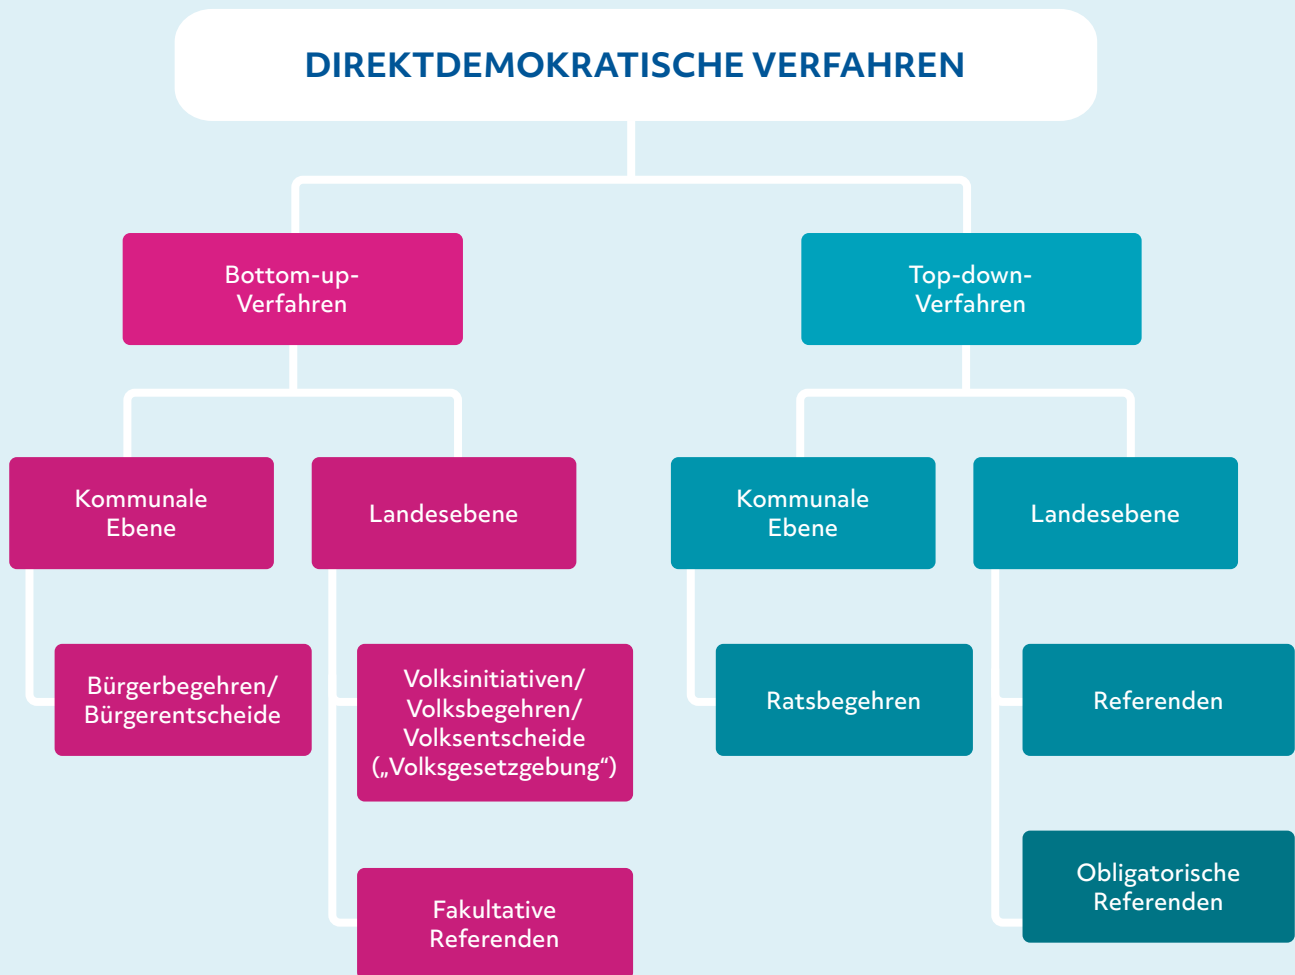 DIREKTDEMOKRATISCHE VERFAHREN
Bottom-up-
Verfahren
Top-down-
Verfahren
Kommunale
Ebene
Landesebene
Kommunale
Ebene
Landesebene
Bürgerbegehren/
Bürgerentscheide
Volksinitiativen/
Volksbegehren/
Volksentscheide
(„Volksgesetzgebung“)
Ratsbegehren
Referenden
Fakultative
Referenden
Obligatorische
Referenden